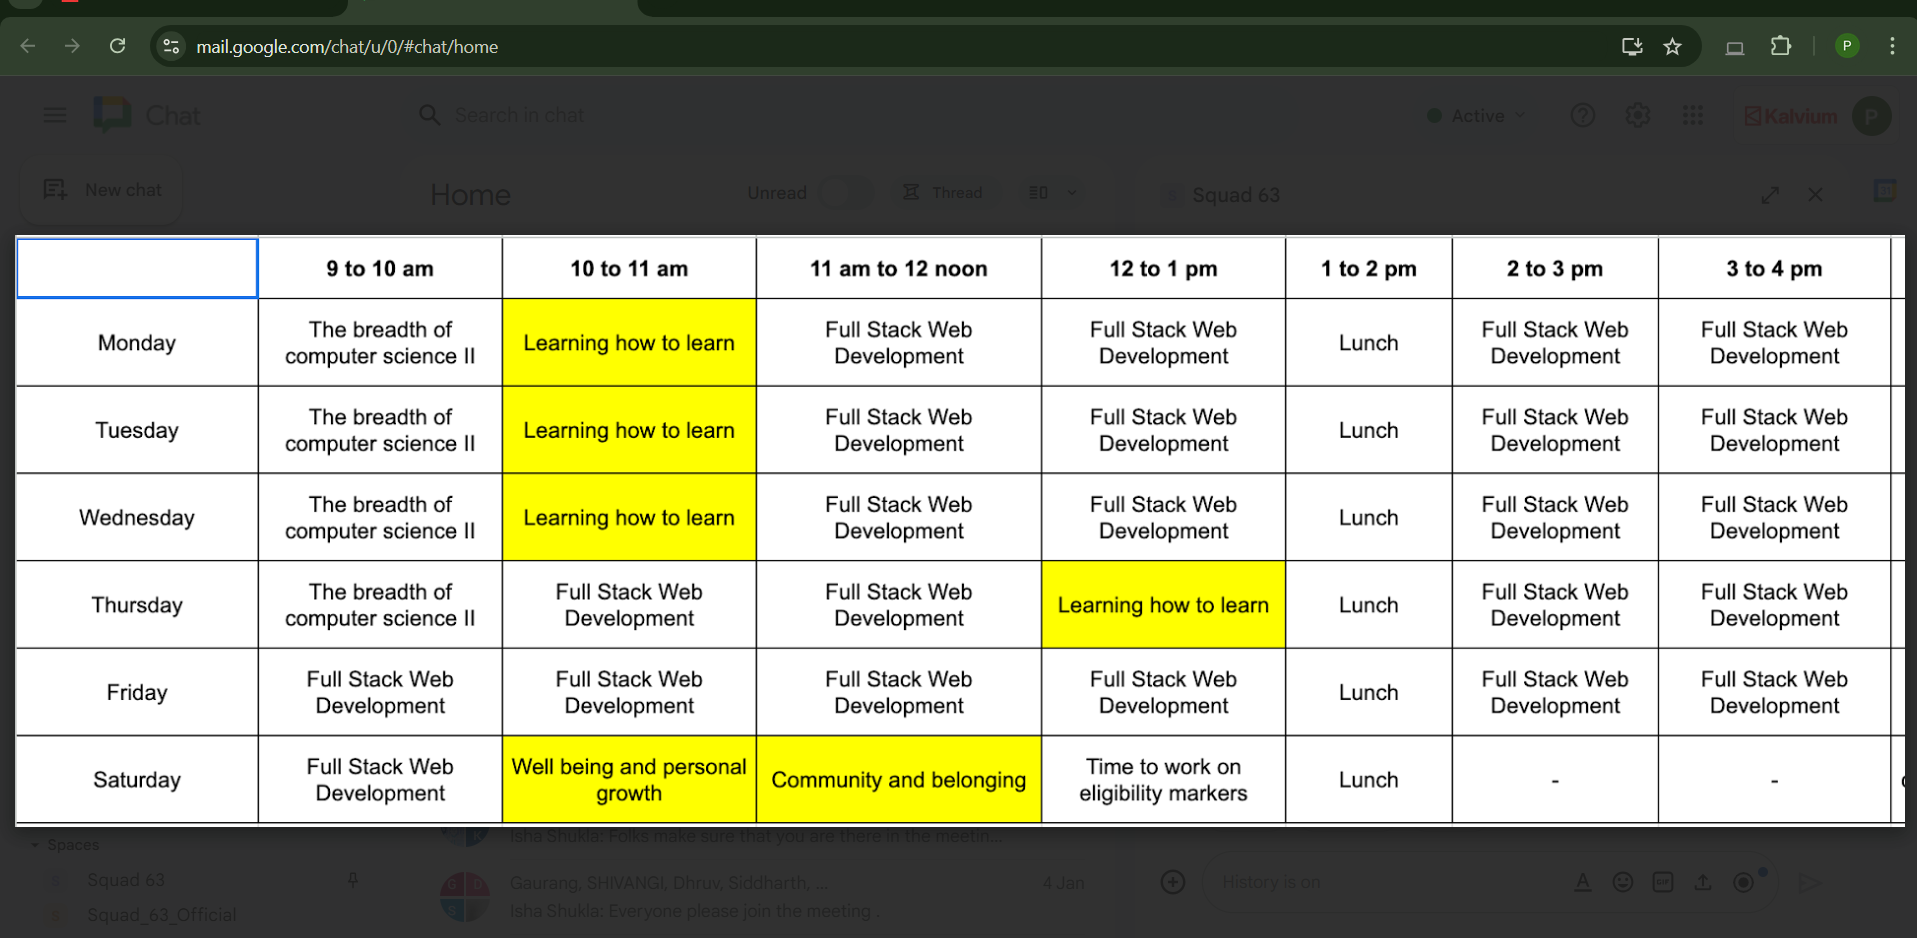 mail.google.com/chat/u/0/#chat/home
P
Chat
Search in chat
Active
Kalvium
P
New chat
Home
Unread
Thread
Squad 63
9 to 10 am 10 to 11 am 11 am to 12 noon 12 to 1 pm 1 to 2 pm 2 to 3 pm 3 to 4 pm
Monday
The breadth of
computer science II
Learning how to learn
Full Stack Web
Development
Full Stack Web
Development
Lunch
Full Stack Web
Development
Full Stack Web
Development
Tuesday
The breadth of
computer science II
Learning how to learn
Full Stack Web
Development
Full Stack Web
Development
Lunch
Full Stack Web
Development
Full Stack Web
Development
Wednesday
The breadth of
computer science II
Learning how to learn
Full Stack Web
Development
Full Stack Web
Development
Lunch
Full Stack Web
Development
Full Stack Web
Development
Thursday
The breadth of
computer science II
Full Stack Web
Development
Full Stack Web
Development
Learning how to learn
Lunch
Full Stack Web
Development
Full Stack Web
Development
Friday
Full Stack Web
Development
Full Stack Web
Development
Full Stack Web
Development
Full Stack Web
Development
Lunch
Full Stack Web
Development
Full Stack Web
Development
Saturday
Full Stack Web
Development
Well being and personal
growth
Community and belonging
Time to work on
eligibility markers
Lunch
-
-
Isha Shukla: Folks make sure that you are there in the meetin...
Spaces
Squad 63
Squad_63_Official
G D
S
Gaurang, SHIVANGI, Dhruv, Siddharth, ...
4 Jan
Isha Shukla: Everyone please join the meeting .
History is on
GIF